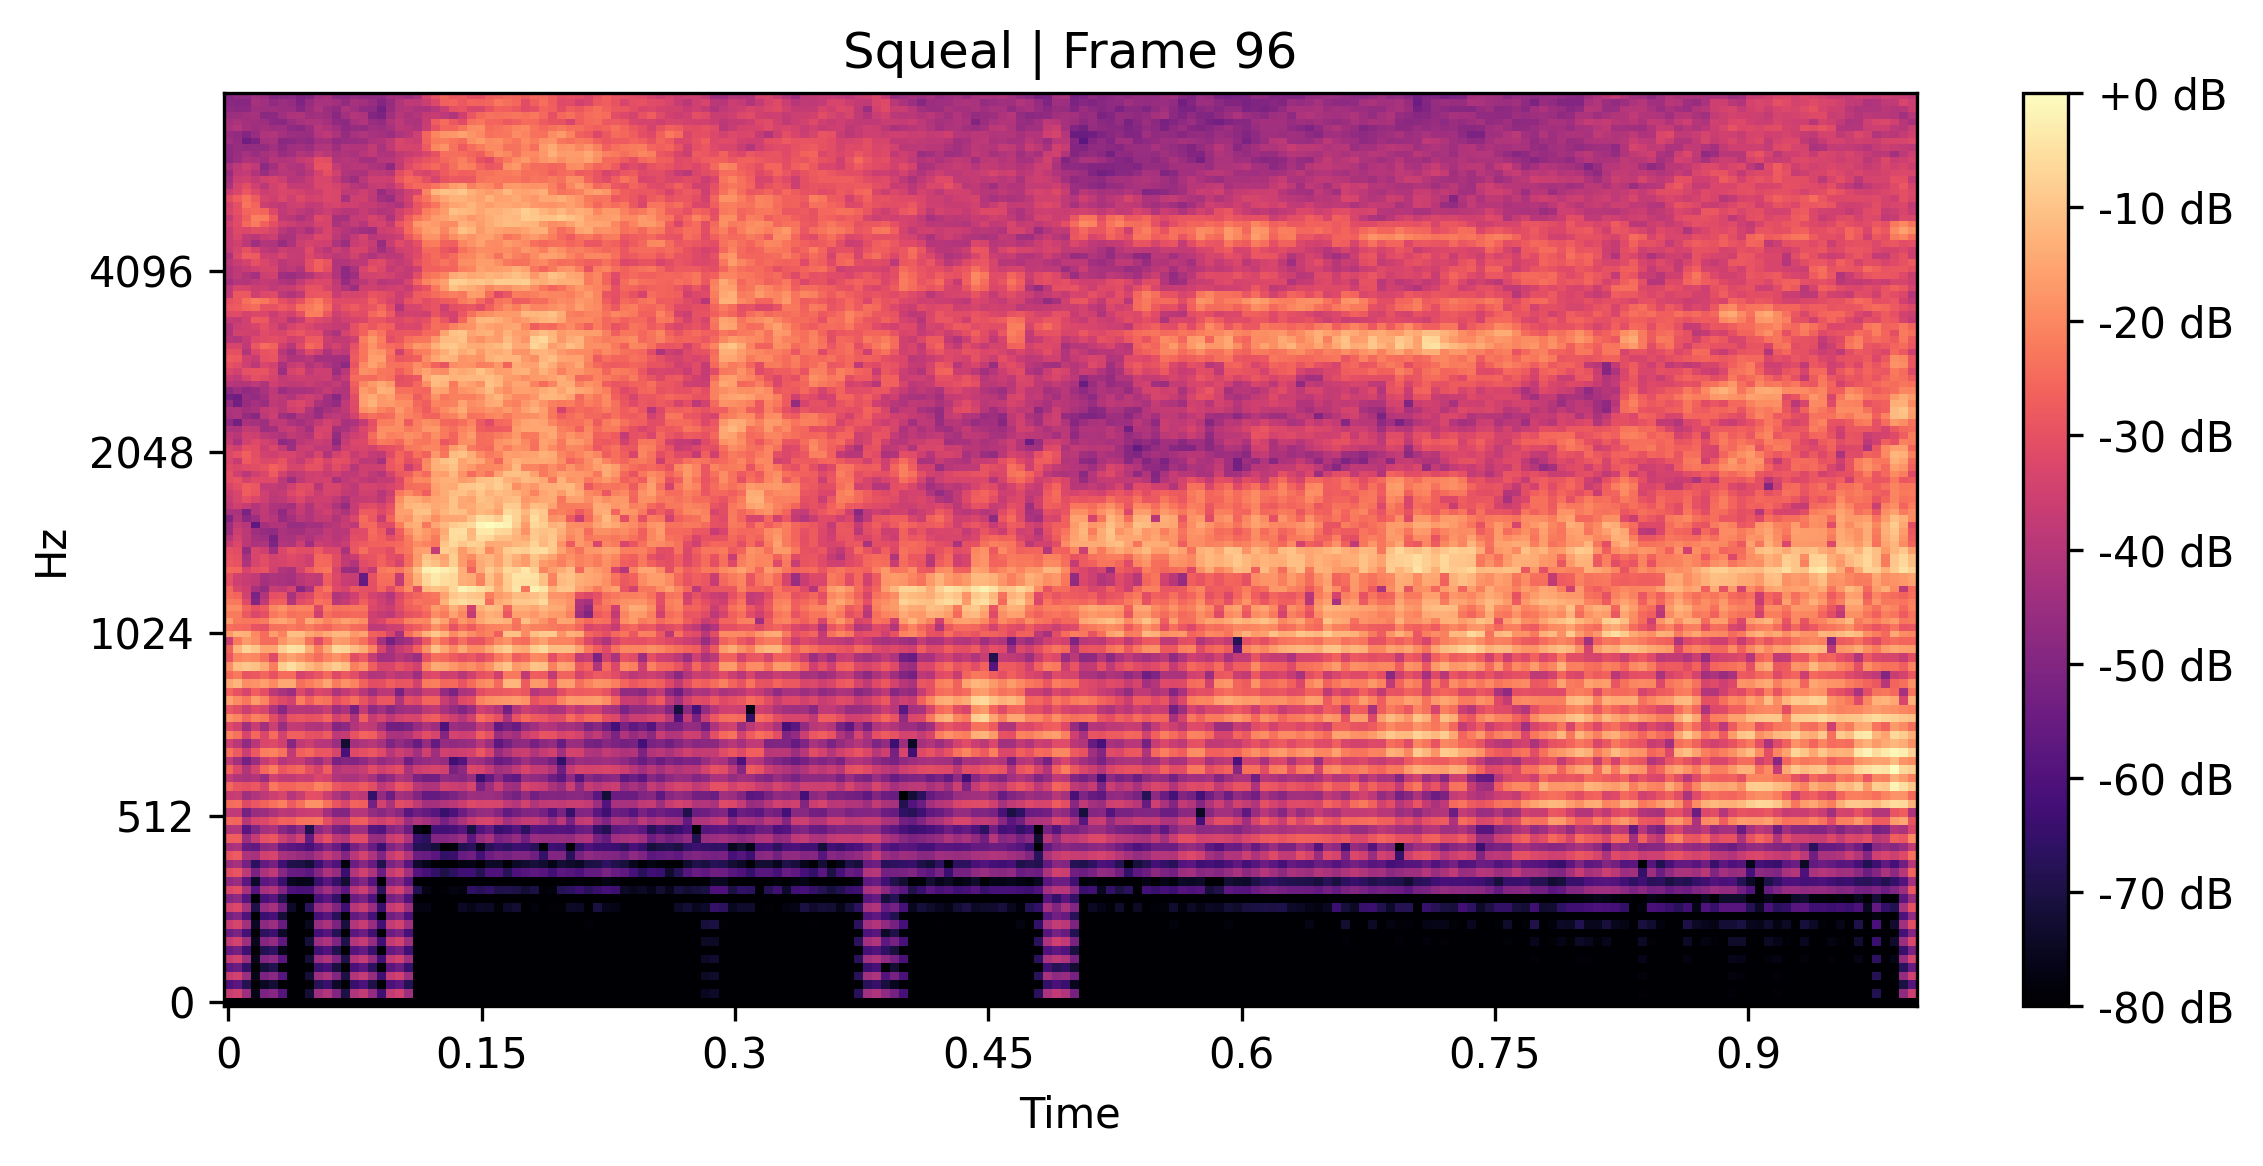 Squeal | Frame 96
Hz
4096
2048
1024
512
0
0 0.15 0.3 0.45 0.6 0.75 0.9
Time
+0 dB
-10 dB
-20 dB
-30 dB
-40 dB
-50 dB
-60 dB
-70 dB
-80 dB